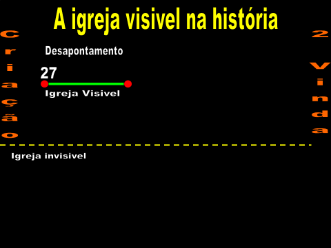 A igreja visivel na história
Criação
2 Vinda
Desapontamento
27
Igreja Visivel
Igreja invisivel